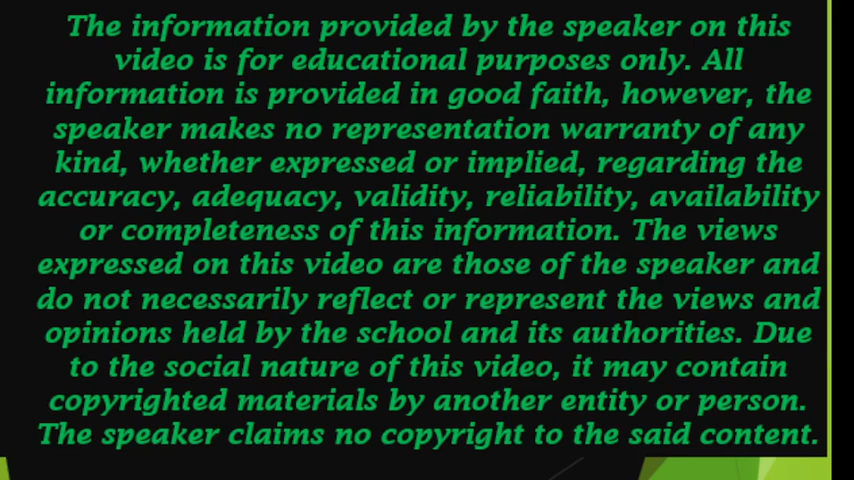 The information provided by the speaker on this
video is for educational purposes only. All
information is provided in good faith, however, the
speaker makes no representation warranty of any
kind, whether expressed or implied, regarding the
accuracy, adequacy, validity, reliability, availability
or completeness of this information. The views
expressed on this video are those of the speaker and
do not necessarily reflect or represent the views and
opinions held by the school and its authorities. Due
to the social nature of this video, it may contain
copyrighted materials by another entity or person.
The speaker claims no copyright to the said content.